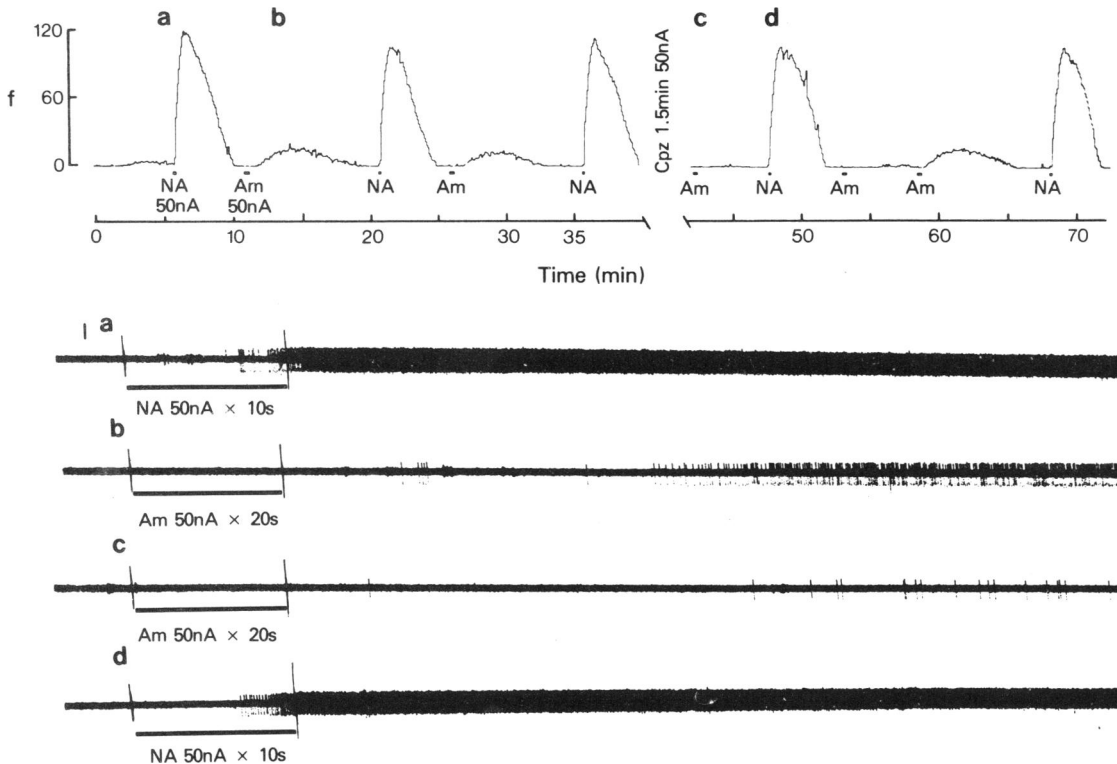 a b c d
120
60
0
f
Cpz 1.5min 50nA
NA Am NA Am NA Am NA Am Am NA
50nA 50nA
0 10 20 30 35 50 60 70
Time (min)
a
NA 50nA × 10s
b
Am 50nA × 20s
c
Am 50nA × 20s
d
NA 50nA × 10s